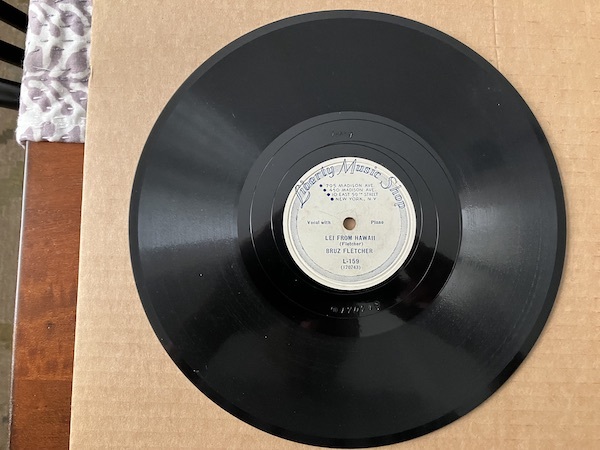 Liberty Music Shop
• 795 MADISON AVE.
• 450 MADISON AVE.
• 10 EAST 59TH STREET
• NEW YORK, N.Y.
Vocal with Piano
LEI FROM HAWAII
(Fletcher)
BRUZ FLETCHER
L-159